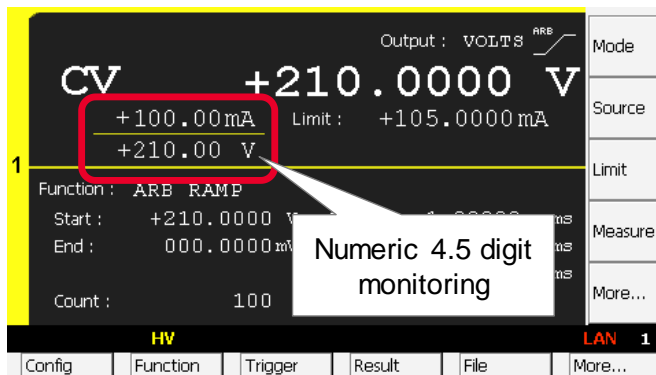 Output : VOLTS ARB
CV +210.0000 V
+100.00mA Limit : +105.0000mA
+210.00 V
1
Function : ARB RAMP
Start : +210.0000 ms
End : 000.0000m ms
ms
Count : 100
Numeric 4.5 digit
monitoring
Mode
Source
Limit
Measure
More...
HV LAN 1
Config Function Trigger Result File More...